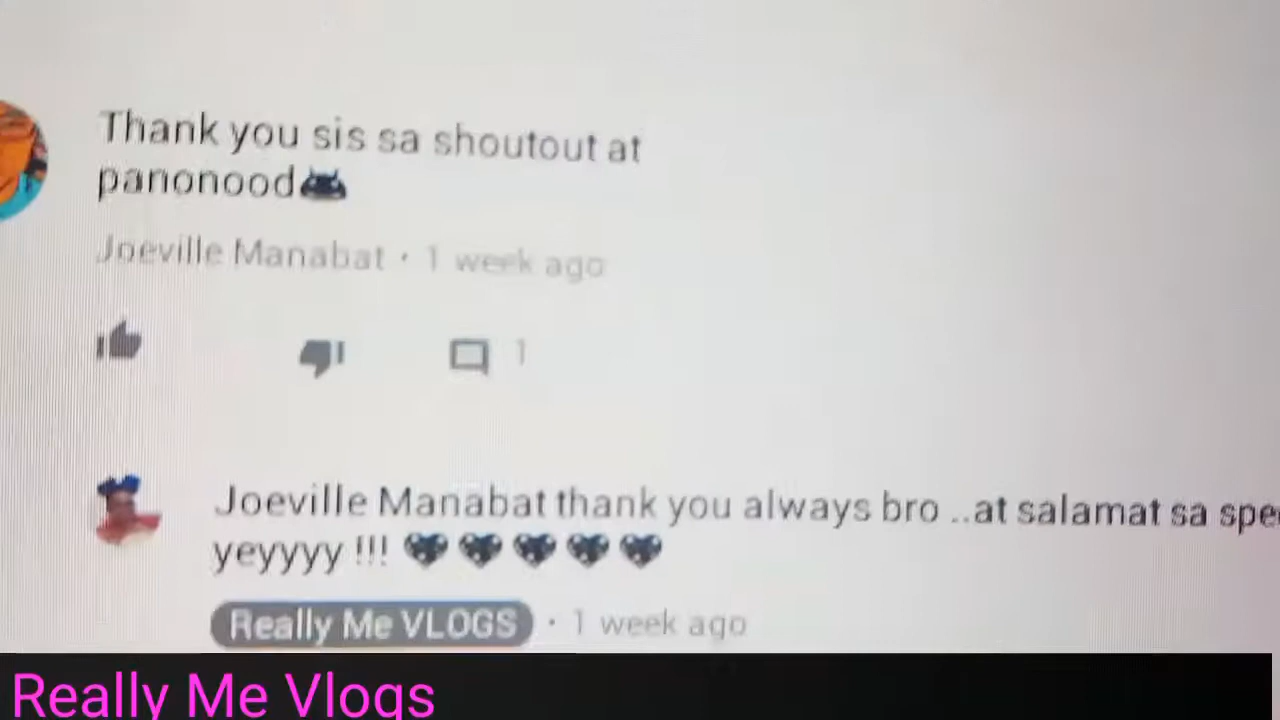 Thank you sis sa shoutout at
panonood
Joeville Manabat · 1 week ago
1
Joeville Manabat thank you always bro ..at salamat sa
yeyyyy !!!
Really Me VLOGS · 1 week ago
Really Me Vlogs